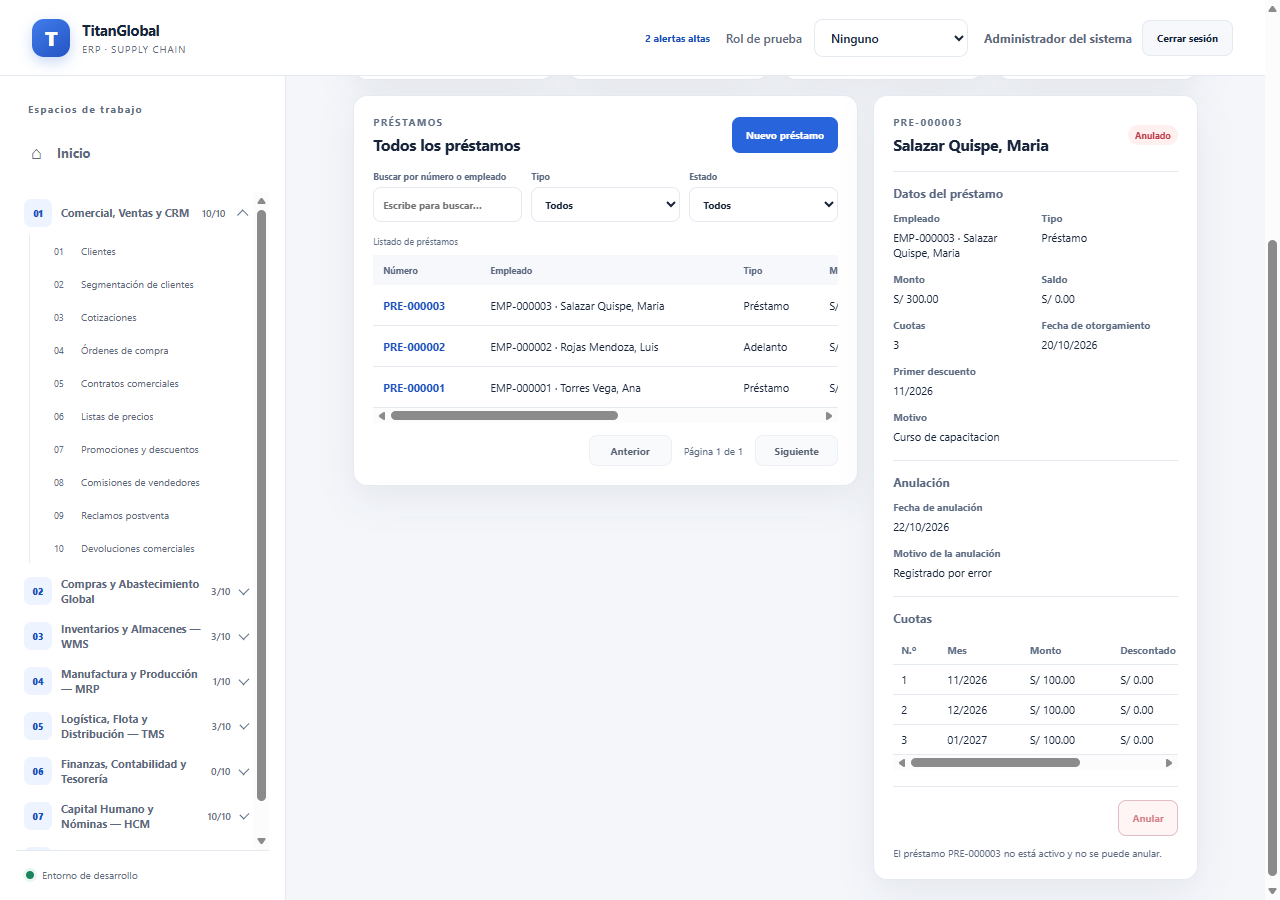 T
TitanGlobal
ERP · SUPPLY CHAIN
2 alertas altas
Rol de prueba
Ninguno
Administrador del sistema
Cerrar sesión
Espacios de trabajo
Inicio
01 Comercial, Ventas y CRM 10/10
01 Clientes
02 Segmentación de clientes
03 Cotizaciones
04 Órdenes de compra
05 Contratos comerciales
06 Listas de precios
07 Promociones y descuentos
08 Comisiones de vendedores
09 Reclamos postventa
10 Devoluciones comerciales
02 Compras y Abastecimiento Global 3/10
03 Inventarios y Almacenes — WMS 3/10
04 Manufactura y Producción — MRP 1/10
05 Logística, Flota y Distribución — TMS 3/10
06 Finanzas, Contabilidad y Tesorería 0/10
07 Capital Humano y Nóminas — HCM 10/10
Entorno de desarrollo
PRÉSTAMOS
Todos los préstamos
Nuevo préstamo
Buscar por número o empleado Tipo Estado
Escribe para buscar... Todos Todos
Listado de préstamos
Número Empleado Tipo M
PRE-000003 EMP-000003 · Salazar Quispe, Maria Préstamo S/
PRE-000002 EMP-000002 · Rojas Mendoza, Luis Adelanto S/
PRE-000001 EMP-000001 · Torres Vega, Ana Préstamo S/
Anterior Página 1 de 1 Siguiente
PRE-000003
Salazar Quispe, Maria
Anulado
Datos del préstamo
Empleado Tipo
EMP-000003 · Salazar Quispe, Maria Préstamo
Monto Saldo
S/ 300.00 S/ 0.00
Cuotas Fecha de otorgamiento
3 20/10/2026
Primer descuento
11/2026
Motivo
Curso de capacitacion
Anulación
Fecha de anulación
22/10/2026
Motivo de la anulación
Registrado por error
Cuotas
N.º Mes Monto Descontado
1 11/2026 S/ 100.00 S/ 0.00
2 12/2026 S/ 100.00 S/ 0.00
3 01/2027 S/ 100.00 S/ 0.00
Anular
El préstamo PRE-000003 no está activo y no se puede anular.